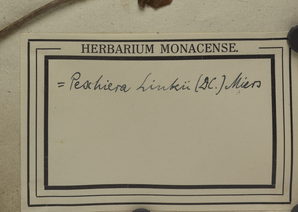 HERBARIUM MONACENSE.
= Peschiera Linkii (DC.) Miers